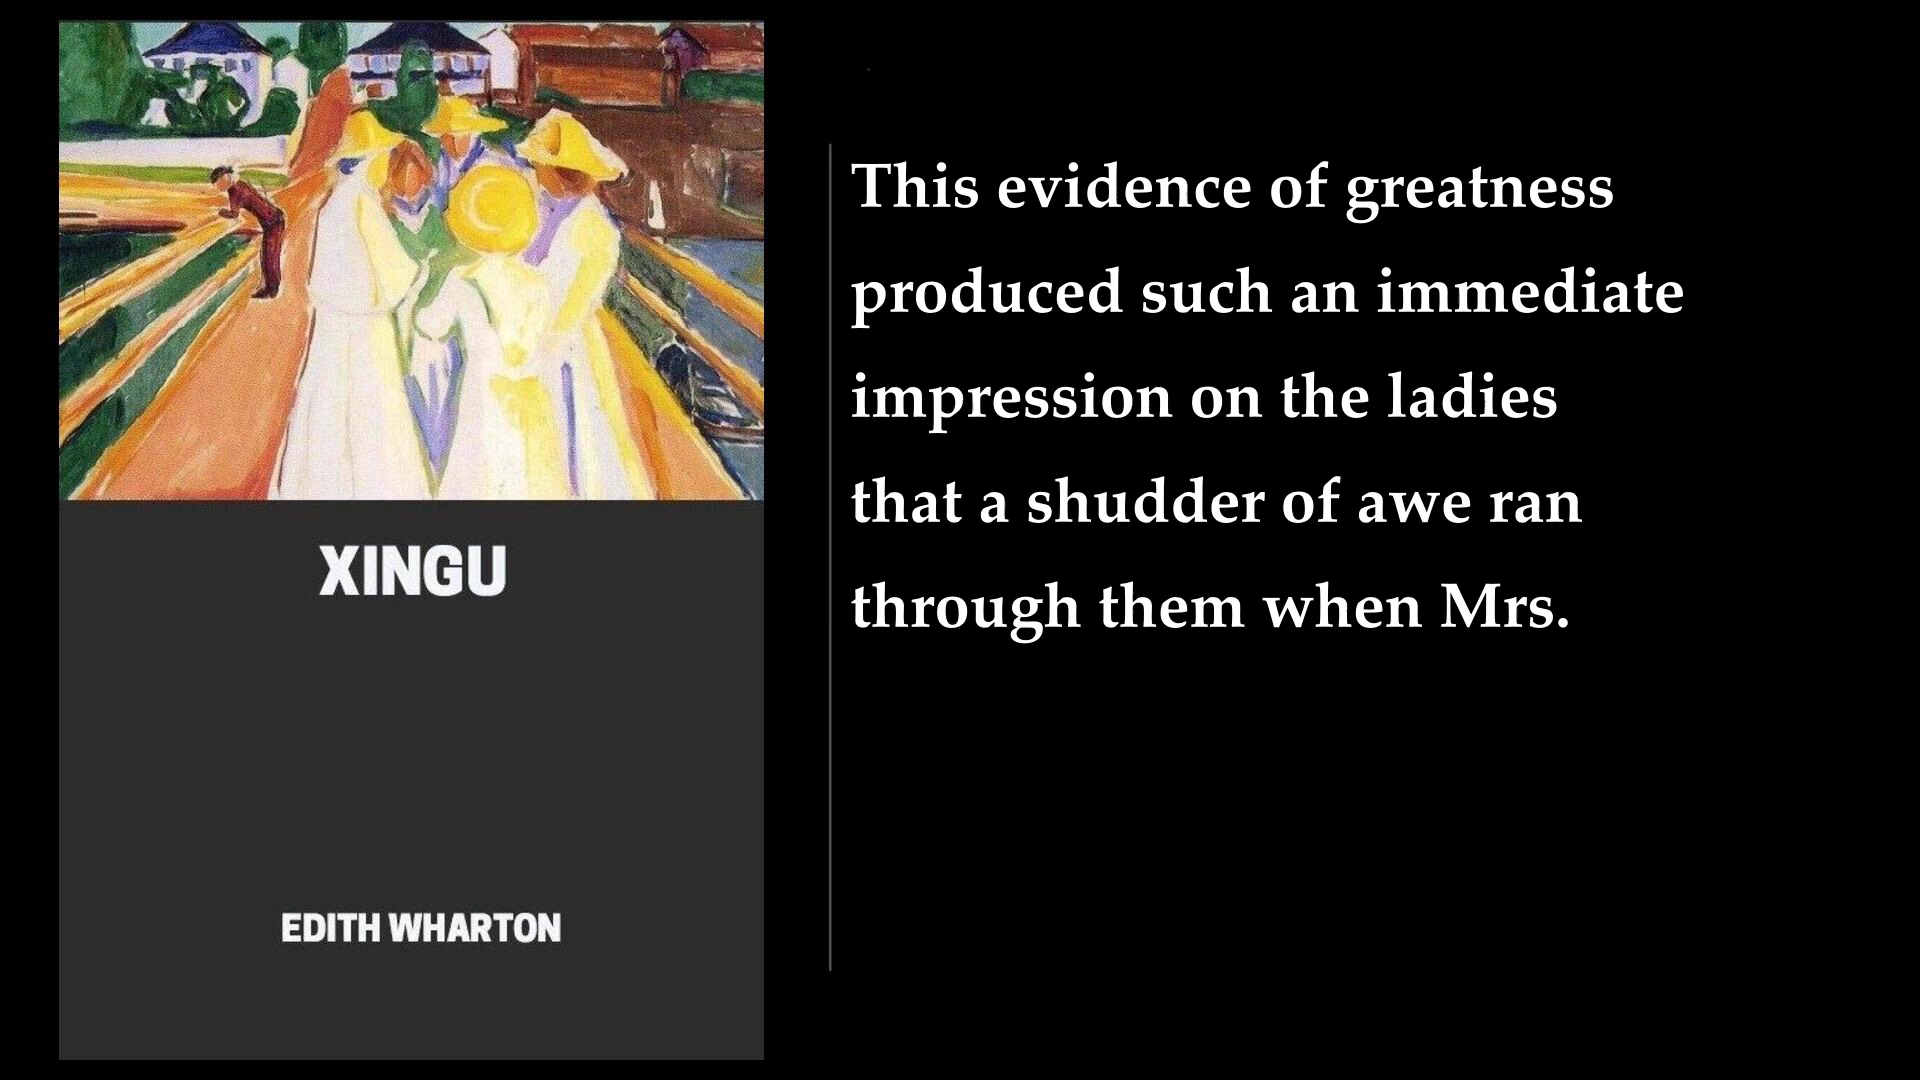 XINGU
EDITH WHARTON
This evidence of greatness
produced such an immediate
impression on the ladies
that a shudder of awe ran
through them when Mrs.